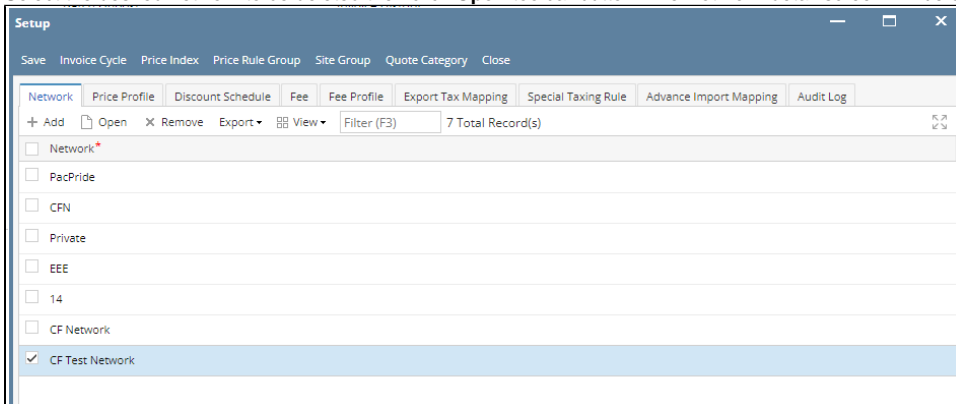 Setup
Save Invoice Cycle Price Index Price Rule Group Site Group Quote Category Close
Network Price Profile Discount Schedule Fee Fee Profile Export Tax Mapping Special Taxing Rule Advance Import Mapping Audit Log
+ Add Open X Remove Export View Filter (F3) 7 Total Record(s)
Network*
PacPride
CFN
Private
EEE
14
CF Network
CF Test Network